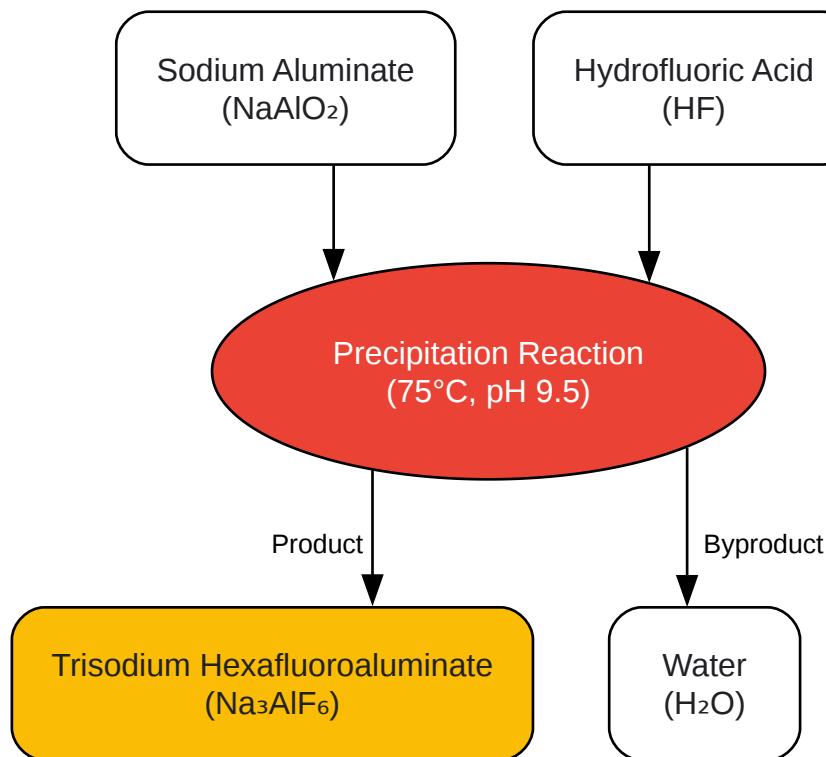 Sodium Aluminate
(NaAlO₂)
Hydrofluoric Acid
(HF)
Precipitation Reaction
(75°C, pH 9.5)
Product
Byproduct
Trisodium Hexafluoroaluminate
(Na₃AlF₆)
Water
(H₂O)